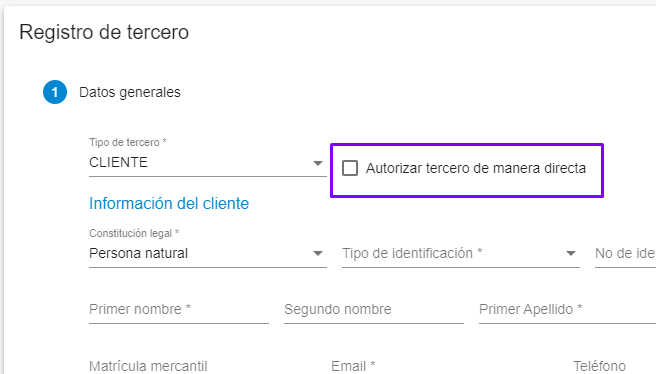 Registro de tercero
1 Datos generales
Tipo de tercero *
CLIENTE
Autorizar tercero de manera directa
Información del cliente
Constitución legal *
Persona natural
Tipo de identificación *
No de ide
Primer nombre *
Segundo nombre
Primer Apellido *
Matrícula mercantil
Email *
Teléfono